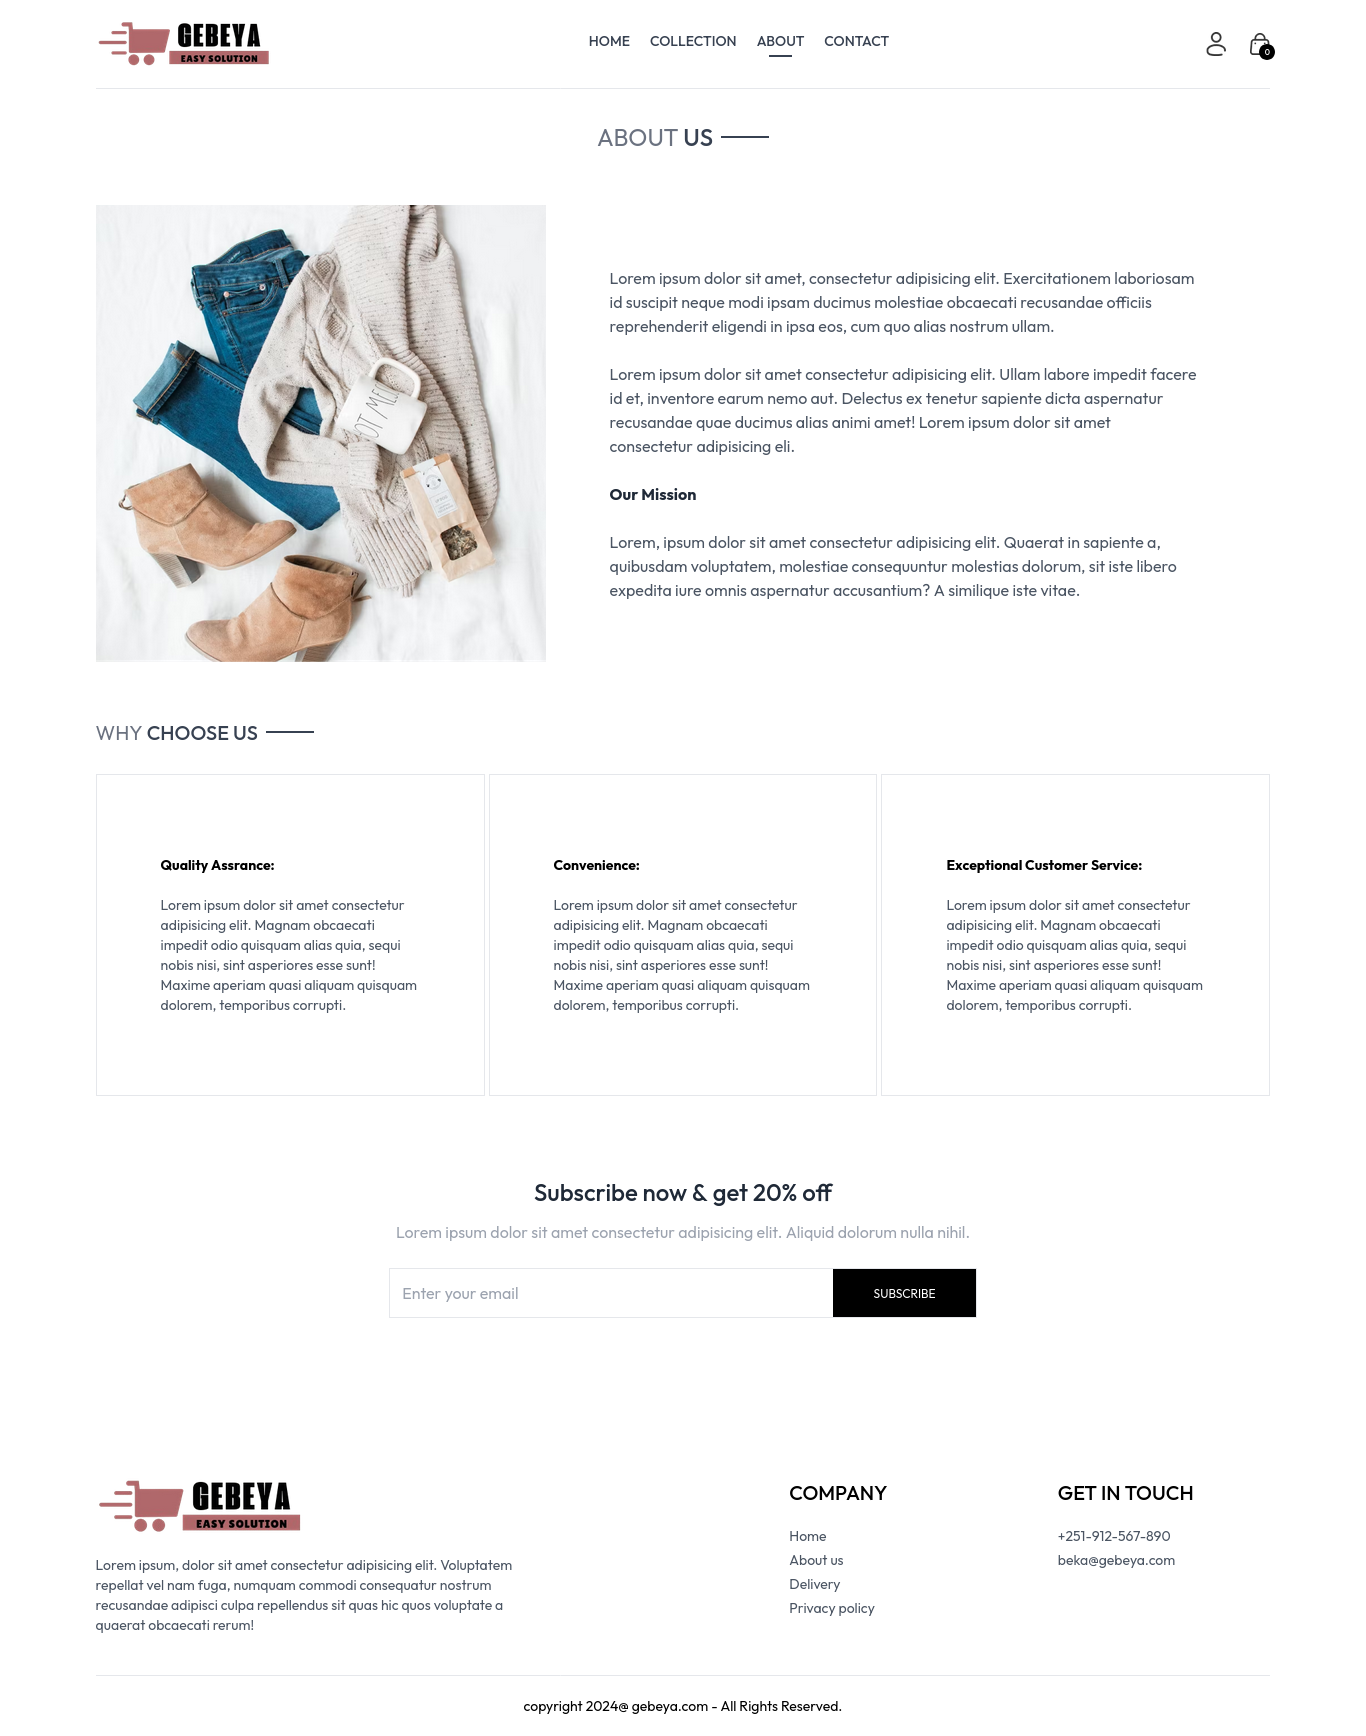 GEBEYA
EASY SOLUTION
HOME COLLECTION ABOUT CONTACT
0
ABOUT US
OT / ME
Lorem ipsum dolor sit amet, consectetur adipisicing elit. Exercitationem laboriosam
id suscipit neque modi ipsam ducimus molestiae obcaecati recusandae officiis
reprehenderit eligendi in ipsa eos, cum quo alias nostrum ullam.
Lorem ipsum dolor sit amet consectetur adipisicing elit. Ullam labore impedit facere
id et, inventore earum nemo aut. Delectus ex tenetur sapiente dicta aspernatur
recusandae quae ducimus alias animi amet! Lorem ipsum dolor sit amet
consectetur adipisicing eli.
Our Mission
Lorem, ipsum dolor sit amet consectetur adipisicing elit. Quaerat in sapiente a,
quibusdam voluptatem, molestiae consequuntur molestias dolorum, sit iste libero
expedita iure omnis aspernatur accusantium? A similique iste vitae.
WHY CHOOSE US
Quality Assrance:
Lorem ipsum dolor sit amet consectetur
adipisicing elit. Magnam obcaecati
impedit odio quisquam alias quia, sequi
nobis nisi, sint asperiores esse sunt!
Maxime aperiam quasi aliquam quisquam
dolorem, temporibus corrupti.
Convenience:
Lorem ipsum dolor sit amet consectetur
adipisicing elit. Magnam obcaecati
impedit odio quisquam alias quia, sequi
nobis nisi, sint asperiores esse sunt!
Maxime aperiam quasi aliquam quisquam
dolorem, temporibus corrupti.
Exceptional Customer Service:
Lorem ipsum dolor sit amet consectetur
adipisicing elit. Magnam obcaecati
impedit odio quisquam alias quia, sequi
nobis nisi, sint asperiores esse sunt!
Maxime aperiam quasi aliquam quisquam
dolorem, temporibus corrupti.
Subscribe now & get 20% off
Lorem ipsum dolor sit amet consectetur adipisicing elit. Aliquid dolorum nulla nihil.
Enter your email
SUBSCRIBE
GEBEYA
EASY SOLUTION
Lorem ipsum, dolor sit amet consectetur adipisicing elit. Voluptatem
repellat vel nam fuga, numquam commodi consequatur nostrum
recusandae adipisci culpa repellendus sit quas hic quos voluptate a
quaerat obcaecati rerum!
COMPANY
Home
About us
Delivery
Privacy policy
GET IN TOUCH
+251-912-567-890
beka@gebeya.com
copyright 2024@ gebeya.com - All Rights Reserved.